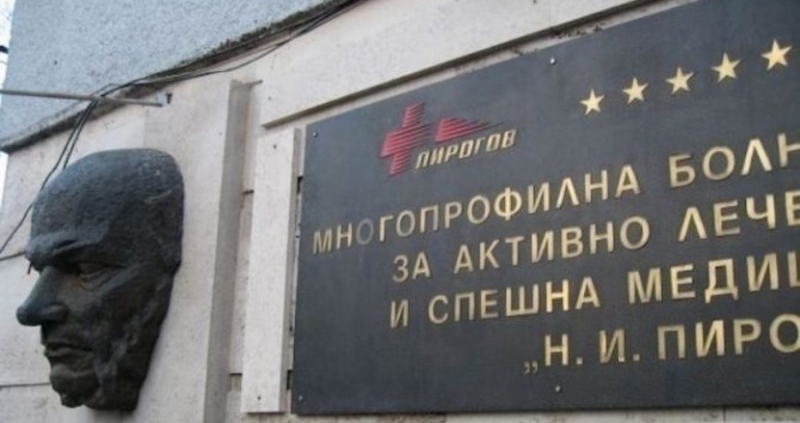 ПИРОГОВ
МНОГОПРОФИЛНА БОЛН
ЗА АКТИВНО ЛЕЧЕ
И СПЕШНА МЕДИЦ
„Н. И. ПИРО